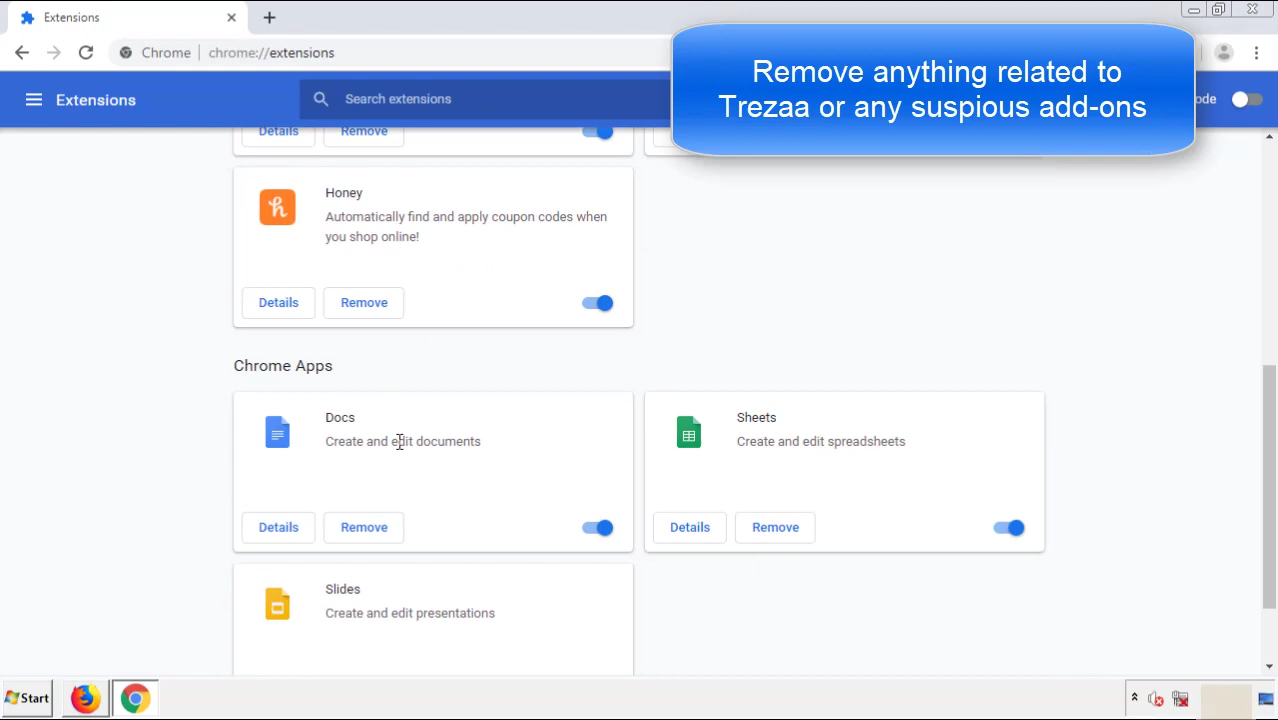 Extensions
Chrome | chrome://extensions
Remove anything related to
Trezaa or any suspious add-ons
Extensions
Search extensions
ode
Details Remove
Honey
Automatically find and apply coupon codes when
you shop online!
Details Remove
Chrome Apps
Docs
Create and edit documents
Details Remove
Sheets
Create and edit spreadsheets
Details Remove
Slides
Create and edit presentations
Start